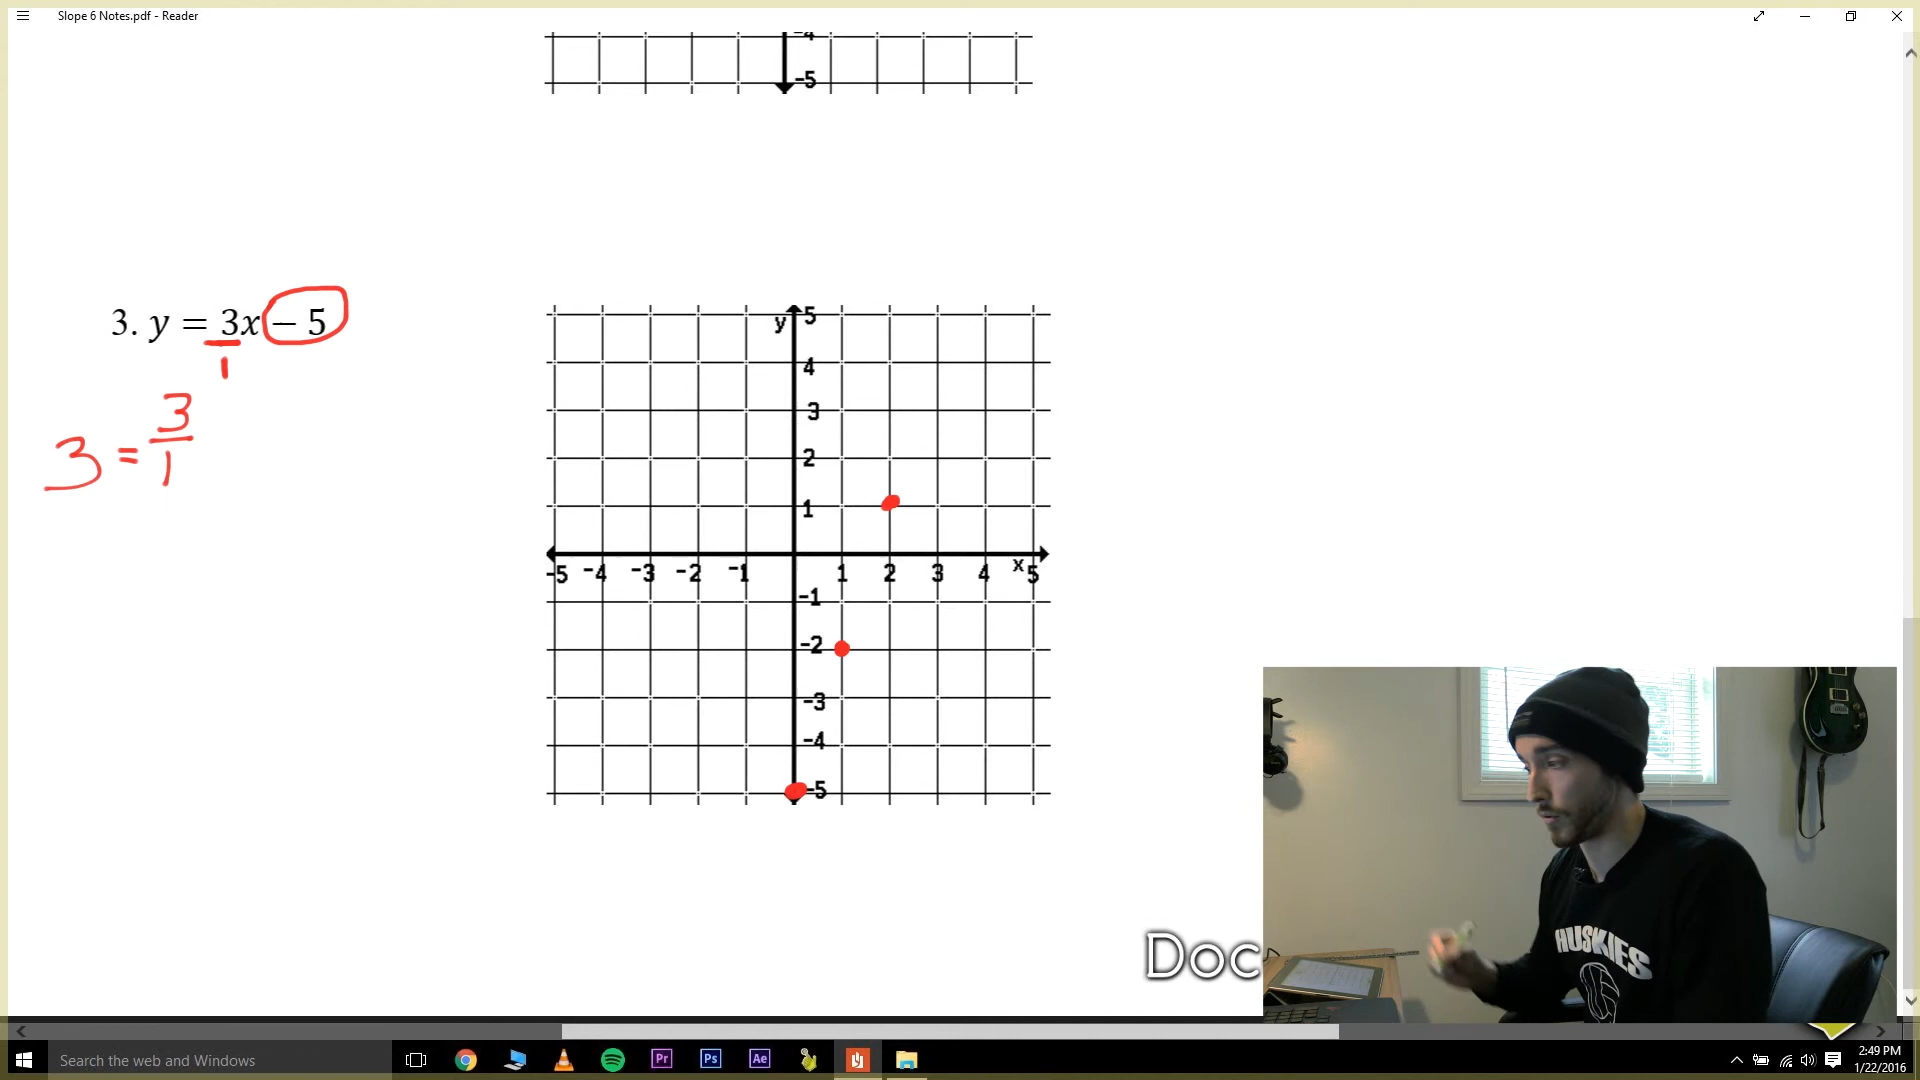 Slope 6 Notes.pdf - Reader
-4
-5
3. y = 3x - 5
1
3 = 3/1
y 5
4
3
2
1
-5 -4 -3 -2 -1 1 2 3 4 x 5
-1
-2
-3
-4
-5
Doc
HUSKIES
Search the web and Windows
Pr Ps Ae
2:49 PM
1/22/2016